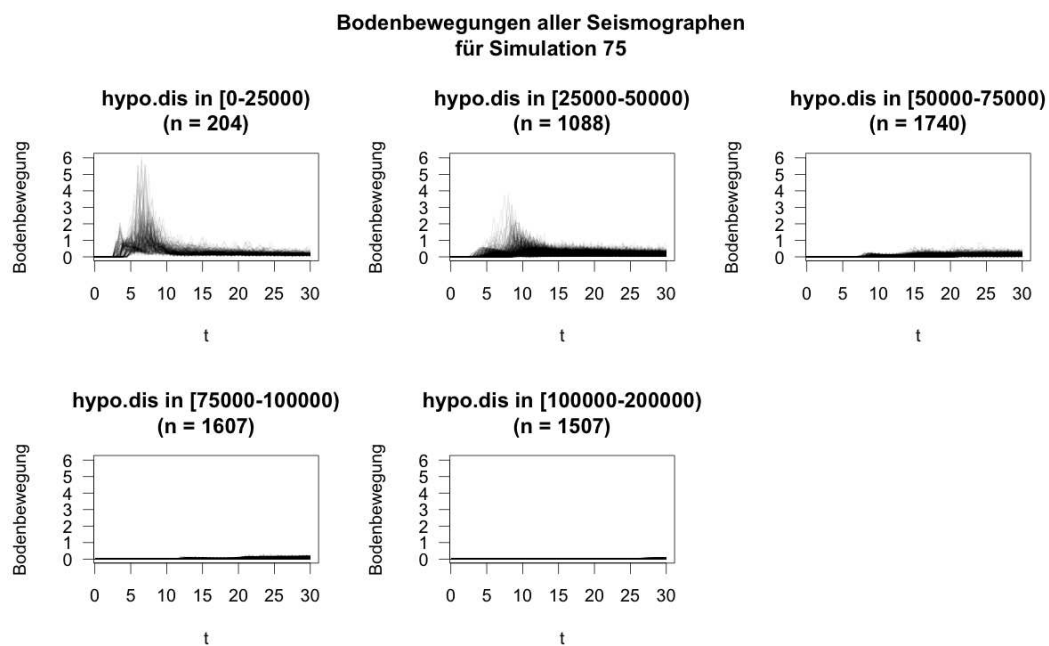 Bodenbewegungen aller Seismographen
für Simulation 75
hypo.dis in [0-25000)
(n = 204)
Bodenbewegung
6
5
4
3
2
1
0
0 5 10 15 20 25 30
t
hypo.dis in [25000-50000)
(n = 1088)
Bodenbewegung
6
5
4
3
2
1
0
0 5 10 15 20 25 30
t
hypo.dis in [50000-75000)
(n = 1740)
Bodenbewegung
6
5
4
3
2
1
0
0 5 10 15 20 25 30
t
hypo.dis in [75000-100000)
(n = 1607)
Bodenbewegung
6
5
4
3
2
1
0
0 5 10 15 20 25 30
t
hypo.dis in [100000-200000)
(n = 1507)
Bodenbewegung
6
5
4
3
2
1
0
0 5 10 15 20 25 30
t